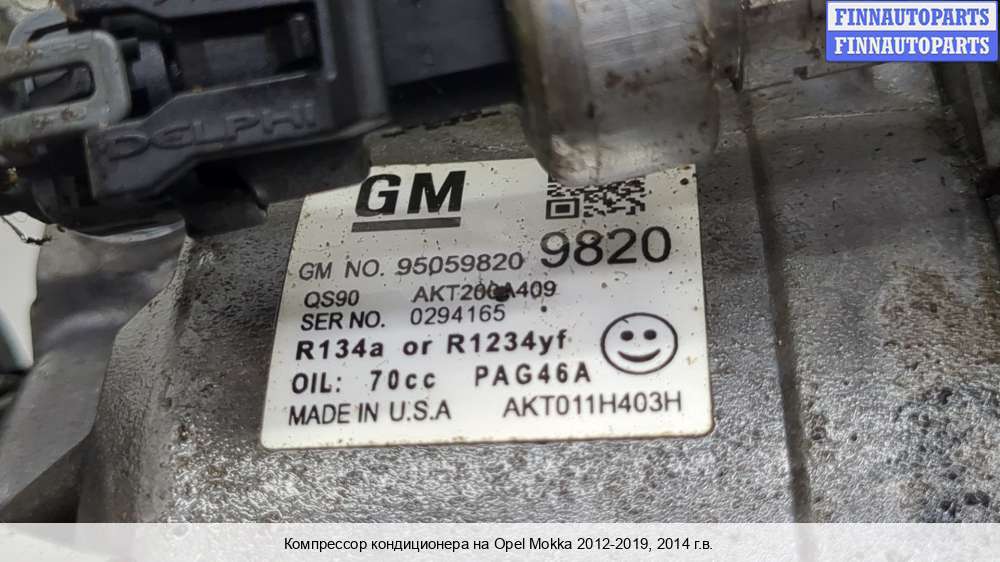 FINNAUTOPARTS
FINNAUTOPARTS
DELPHI
GM
GM NO. 95059820 9820
QS90 AKT200A409
SER NO. 0294165
R134a or R1234yf
OIL: 70cc PAG46A
MADE IN U.S.A AKT011H403H
Компрессор кондиционера на Opel Mokka 2012-2019, 2014 г.в.